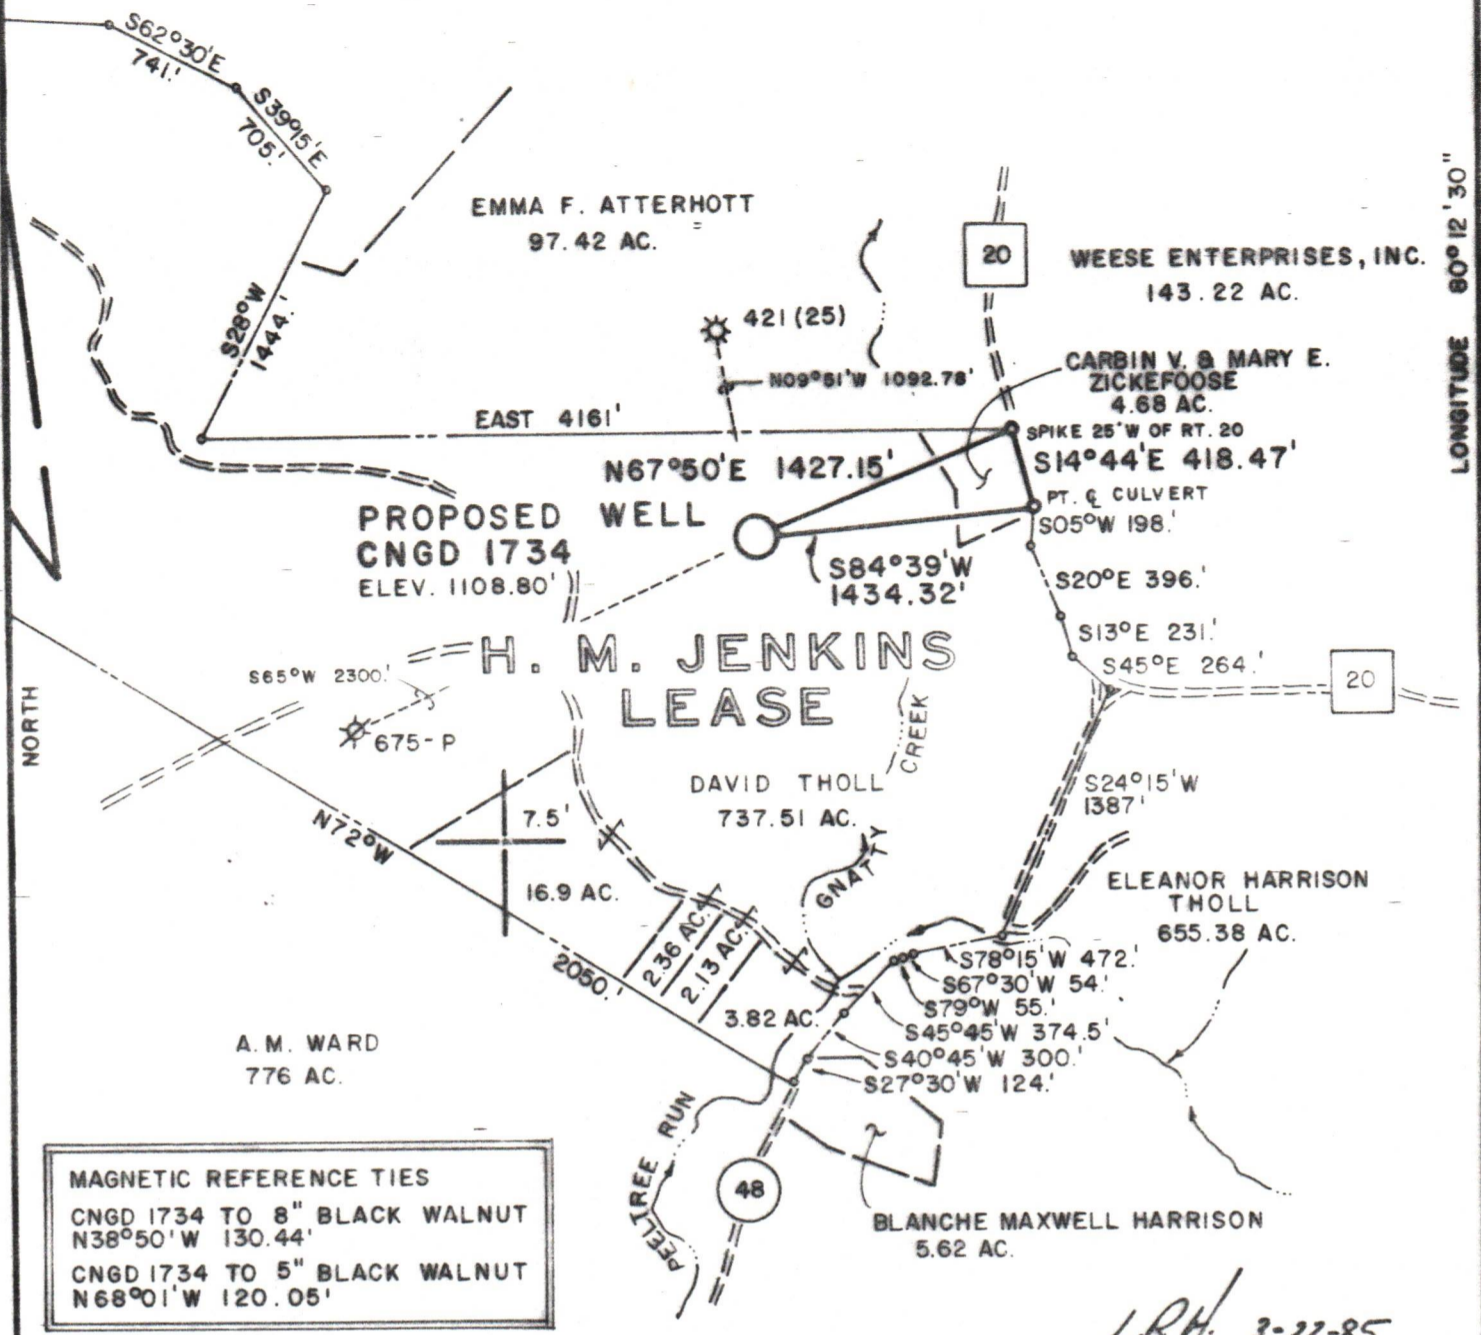 S62°30'E
741.'
S39°15'E
705.'
EMMA F. ATTERHOTT
97.42 AC.
20
WEESE ENTERPRISES, INC.
143.22 AC.
LONGITUDE 80°12'30"
S28°W
1444.'
421 (25)
N09°51'W 1092.78'
CARBIN V. & MARY E.
ZICKEFOOSE
4.68 AC.
EAST 4161'
SPIKE 25'W OF RT. 20
N67°50'E 1427.15'
S14°44'E 418.47'
PT. ℄ CULVERT
S05°W 198.'
PROPOSED WELL
CNGD 1734
ELEV. 1108.80'
S84°39'W
1434.32'
S20°E 396.'
S13°E 231.'
S45°E 264.'
H. M. JENKINS
LEASE
S65°W 2300.'
20
NORTH
675-P
CREEK
DAVID THOLL
737.51 AC.
S24°15'W
1387'
N72°W
7.5'
GNATTY
16.9 AC.
ELEANOR HARRISON
THOLL
655.38 AC.
2050.'
2.36 AC.
2.13 AC.
3.82 AC.
S78°15'W 472.'
S67°30'W 54.'
S79°W 55.'
S45°45'W 374.5'
S40°45'W 300.'
S27°30'W 124.'
A. M. WARD
776 AC.
PEELTREE RUN
48
BLANCHE MAXWELL HARRISON
5.62 AC.
MAGNETIC REFERENCE TIES
CNGD 1734 TO 8" BLACK WALNUT
N38°50'W 130.44'
CNGD 1734 TO 5" BLACK WALNUT
N68°01'W 120.05'
3-22-85